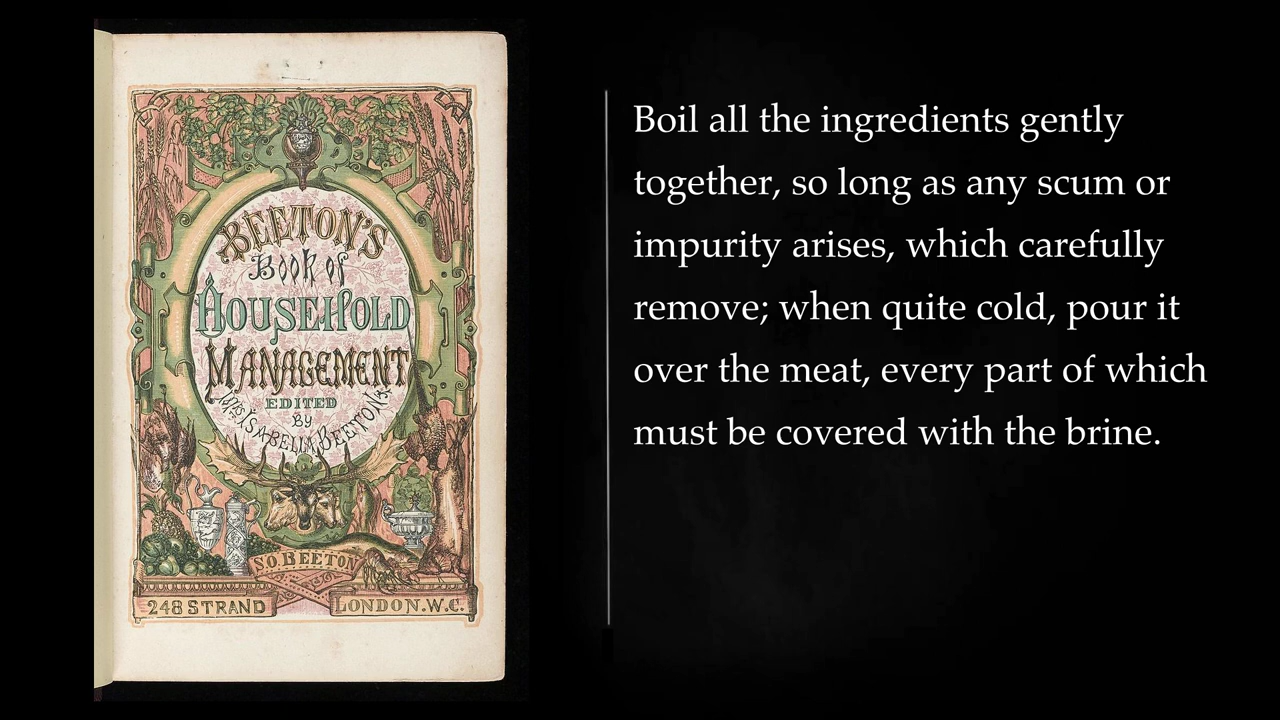 BEETON'S
Book of
HOUSEHOLD
MANAGEMENT
EDITED
By
MRS ISABELLA BEETON.
S.O. BEETON
248 STRAND
LONDON. W.C.
Boil all the ingredients gently
together, so long as any scum or
impurity arises, which carefully
remove; when quite cold, pour it
over the meat, every part of which
must be covered with the brine.